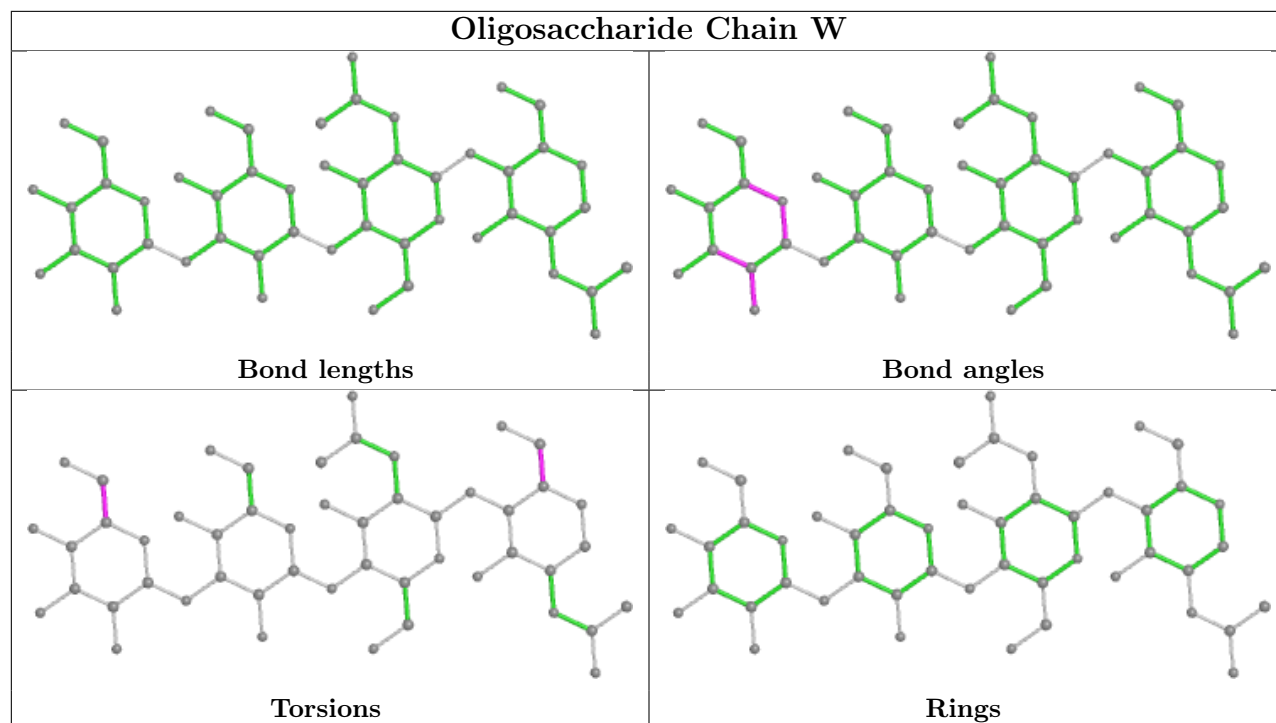 Oligosaccharide Chain W
Bond lengths
Bond angles
Torsions
Rings